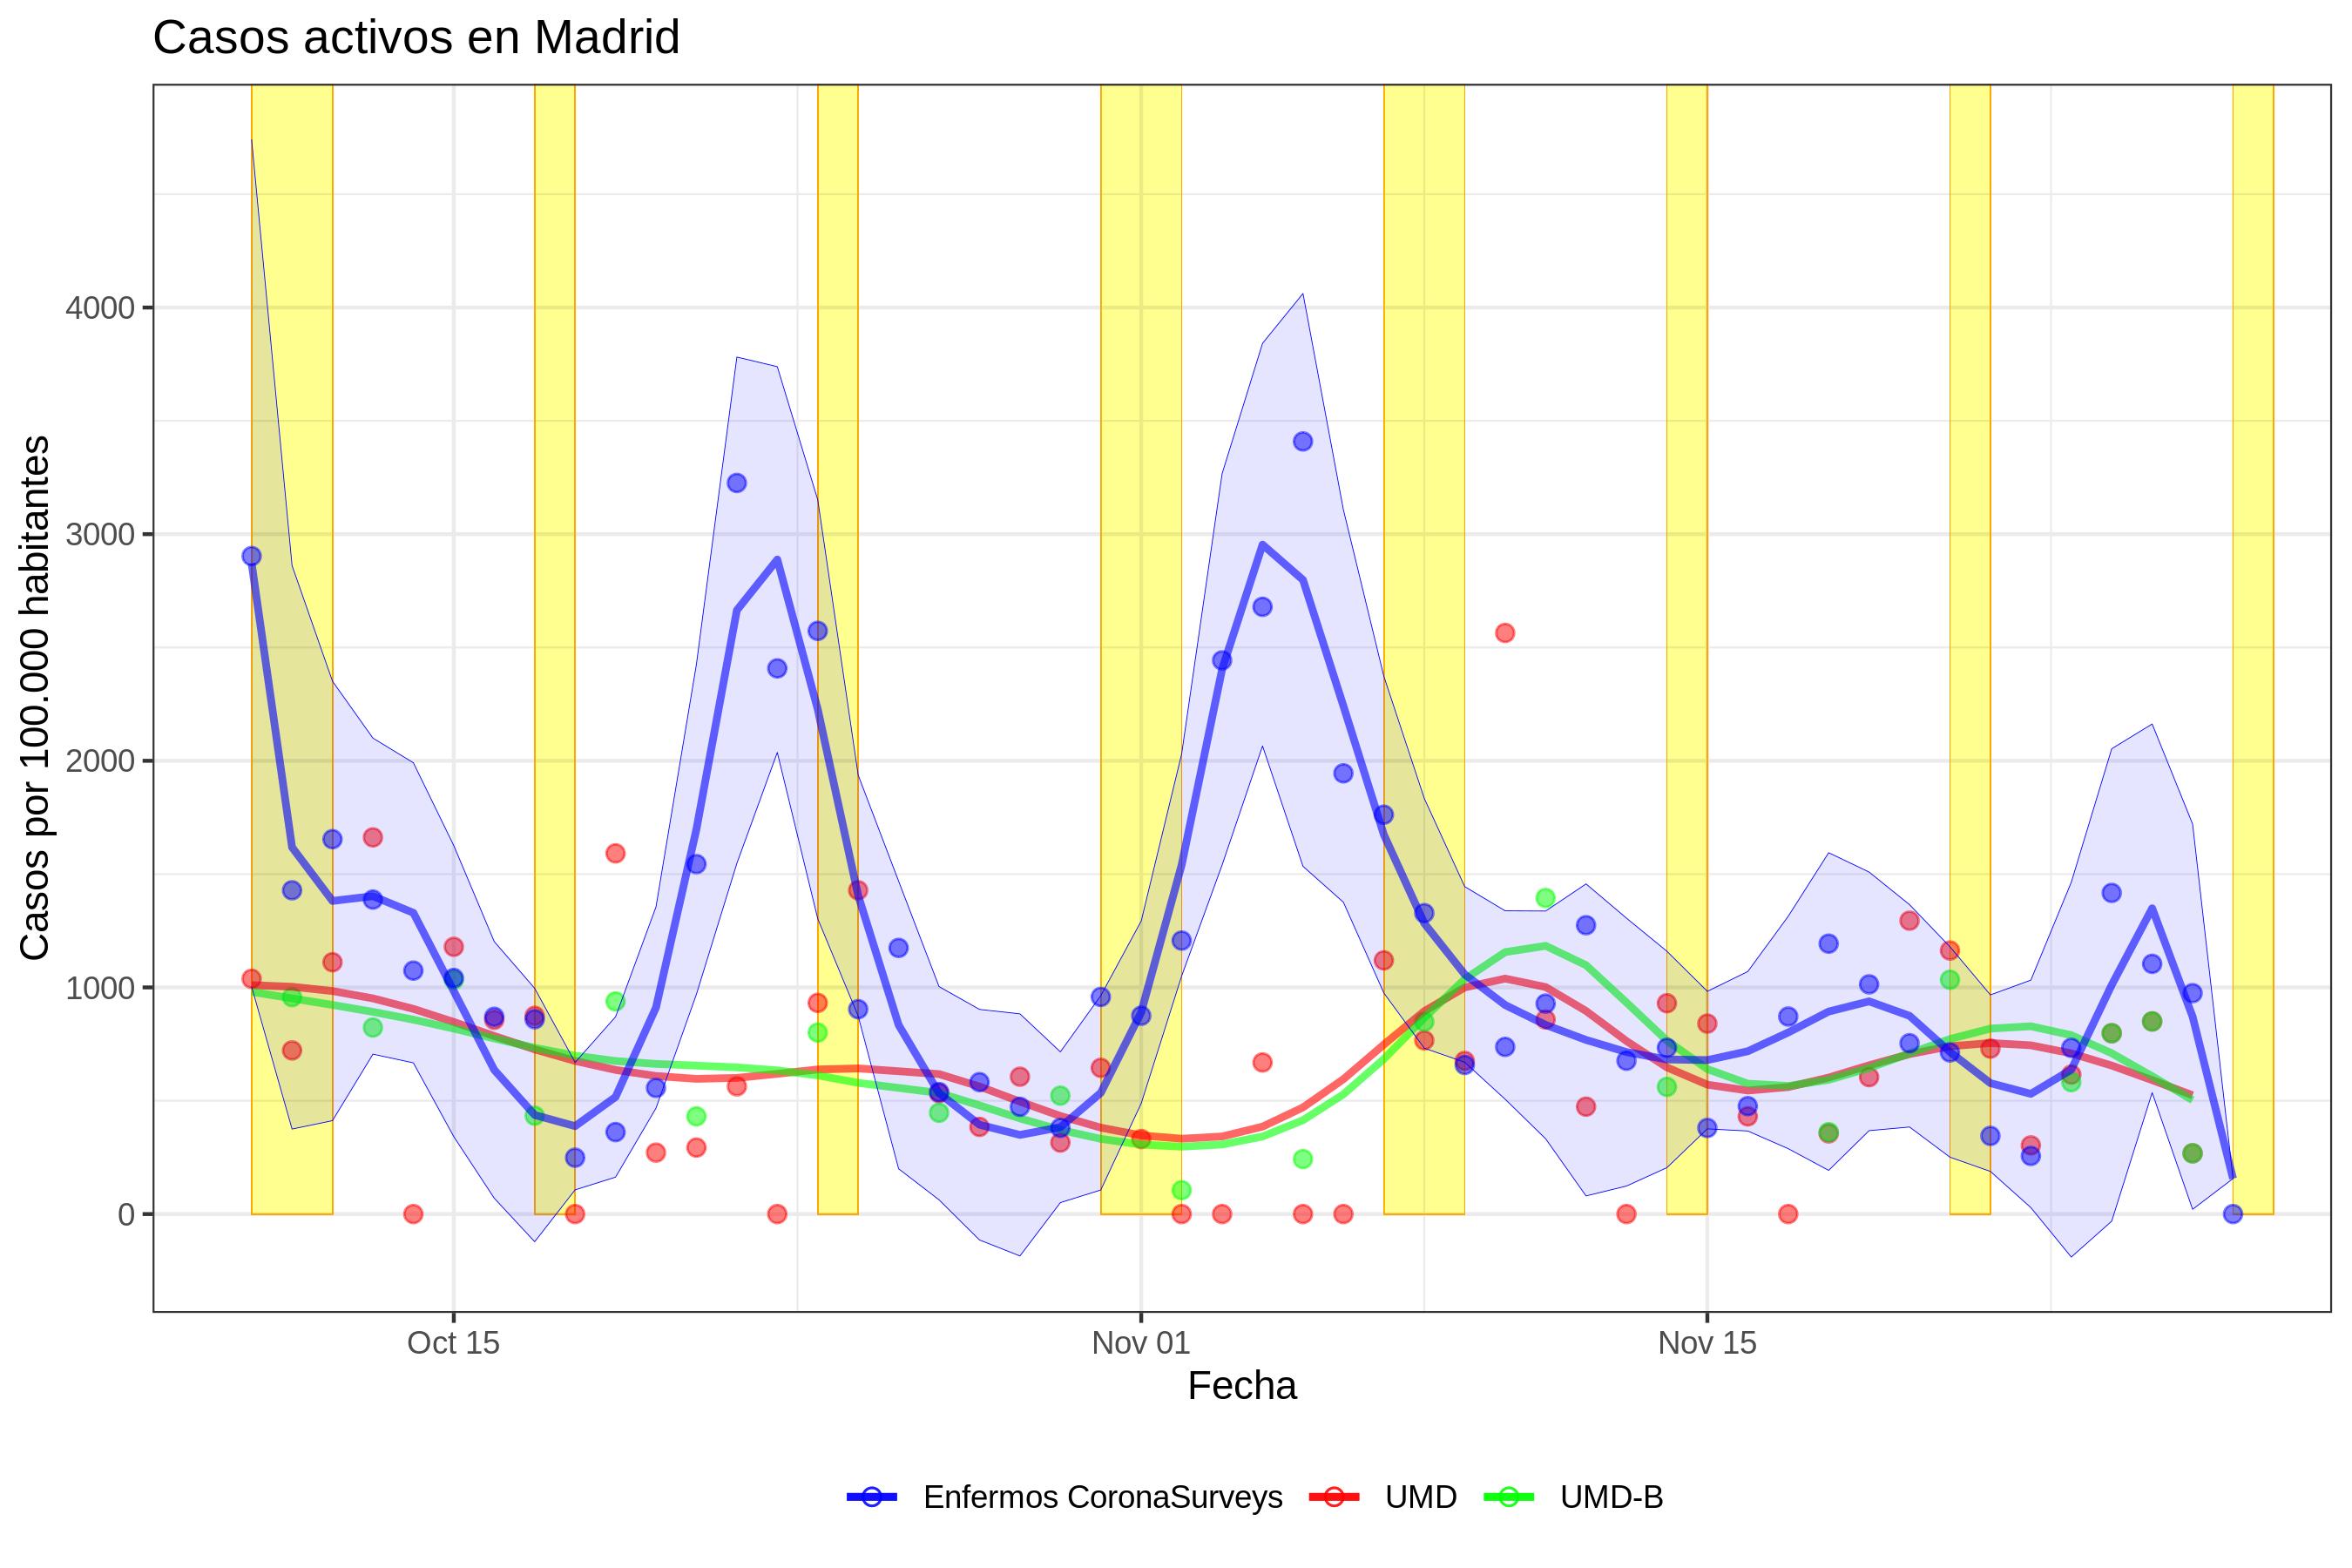 Casos activos en Madrid
Casos por 100.000 habitantes
4000
3000
2000
1000
0
Oct 15 Nov 01 Nov 15
Fecha
Enfermos CoronaSurveys UMD UMD-B